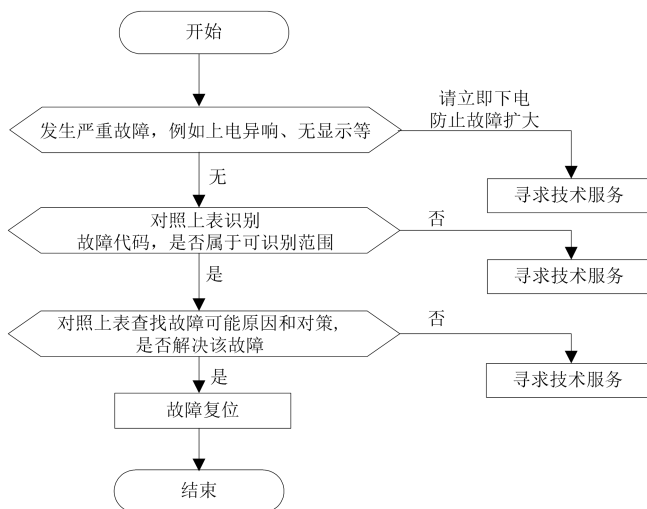 开始
发生严重故障，例如上电异响、无显示等
请立即下电
防止故障扩大
寻求技术服务
无
对照上表识别
故障代码，是否属于可识别范围
否
寻求技术服务
是
对照上表查找故障可能原因和对策,
是否解决该故障
否
寻求技术服务
是
故障复位
结束